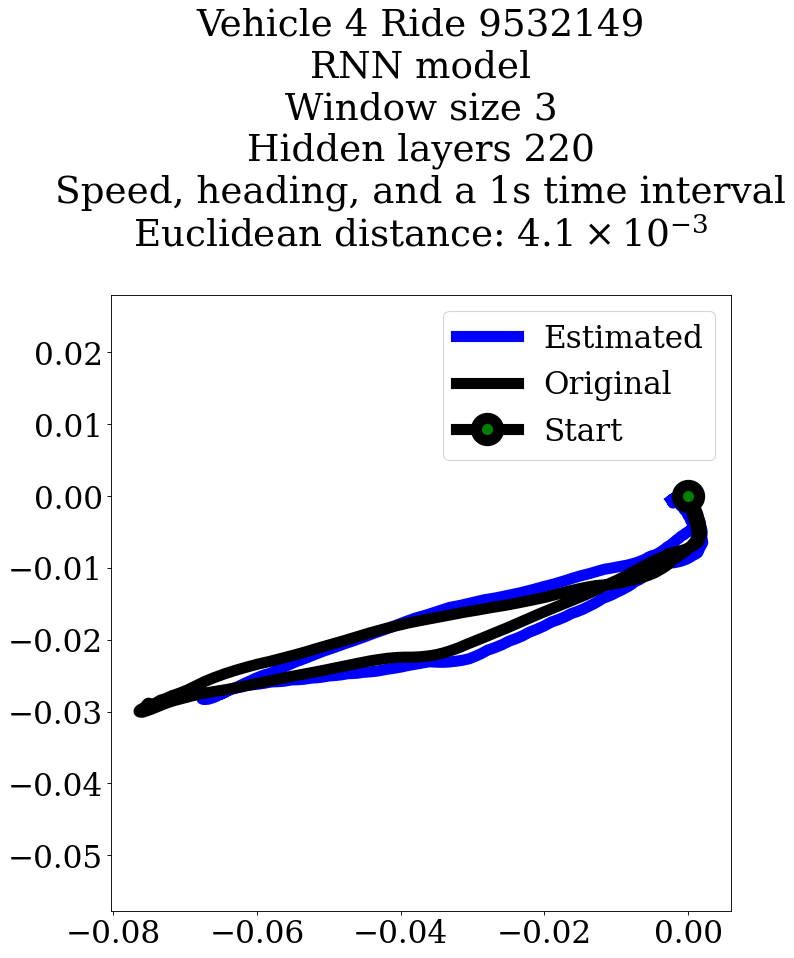 Vehicle 4 Ride 9532149
RNN model
Window size 3
Hidden layers 220
Speed, heading, and a 1s time interval
Euclidean distance: 4.1 × 10⁻³
Estimated
Original
Start
0.02
0.01
0.00
−0.01
−0.02
−0.03
−0.04
−0.05
−0.08 −0.06 −0.04 −0.02 0.00